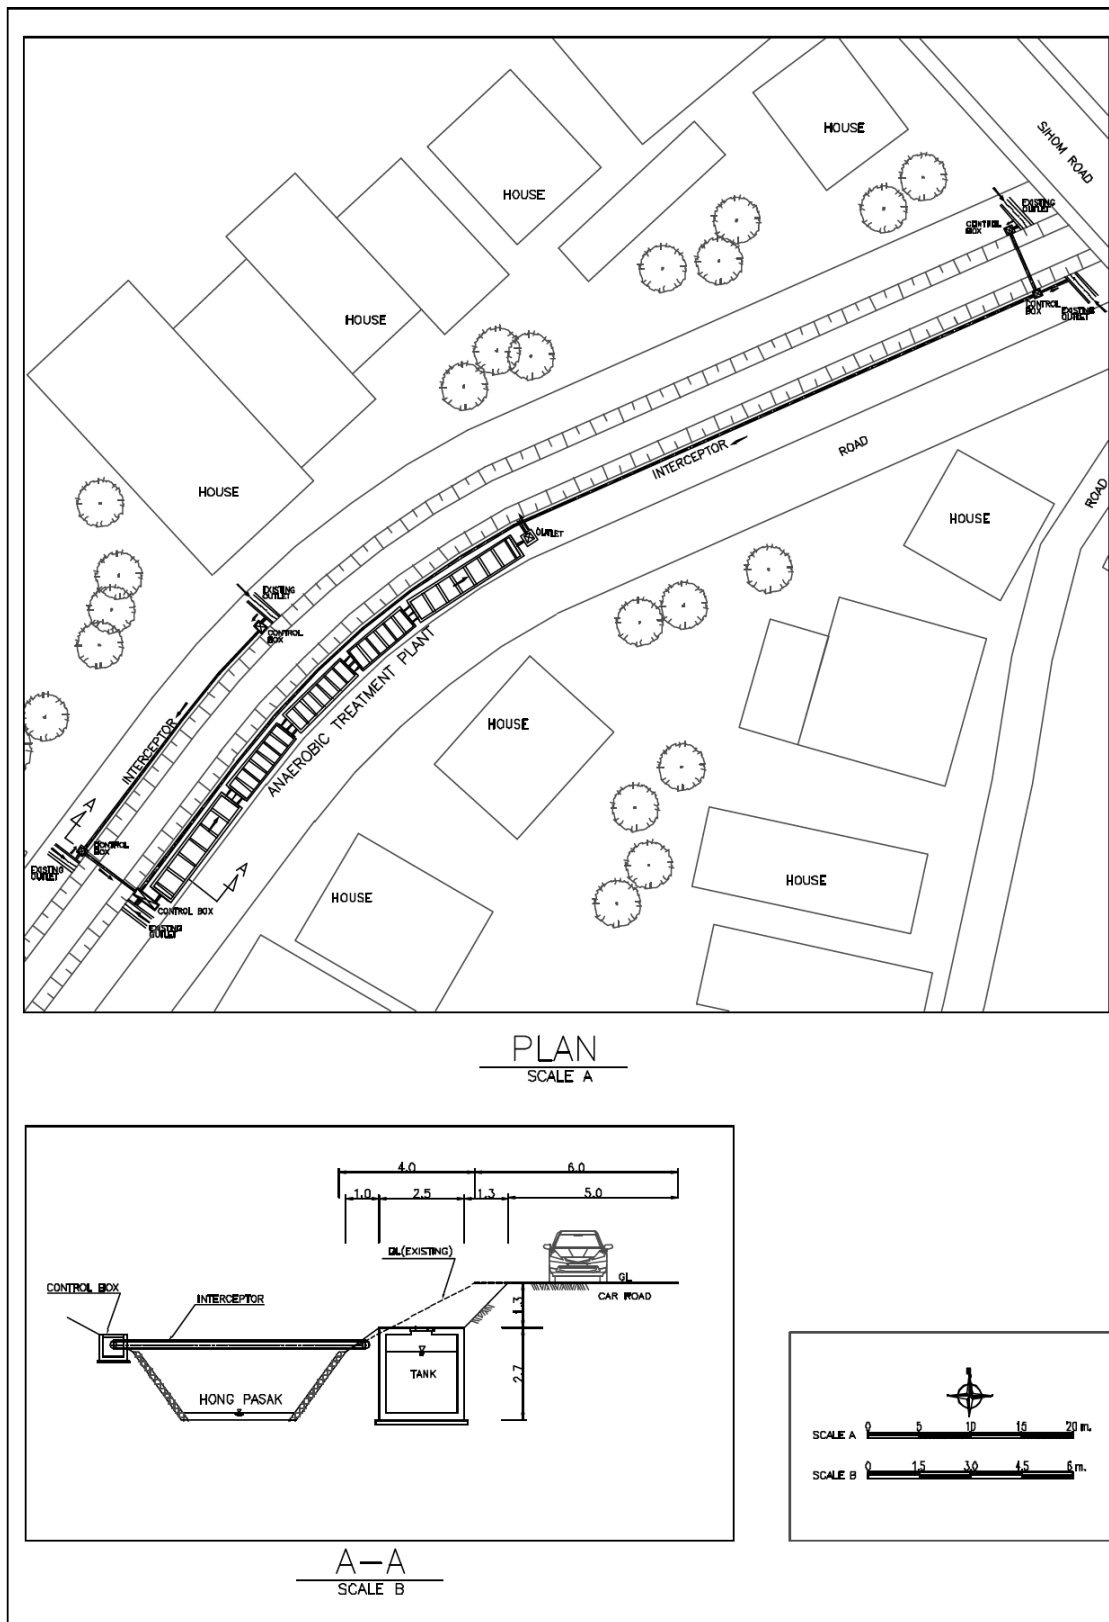 SIHOM ROAD
HOUSE
HOUSE
EXISTING
OUTLET
CONTROL
BOX
CONTROL
BOX
EXISTING
OUTLET
HOUSE
ROAD
INTERCEPTOR
ROAD
HOUSE
HOUSE
OUTLET
EXISTING
OUTLET
CONTROL
BOX
ANAEROBIC TREATMENT PLANT
HOUSE
INTERCEPTOR
A
CONTROL
BOX
EXISTING
OUTLET
A
HOUSE
HOUSE
CONTROL BOX
EXISTING
OUTLET
PLAN
SCALE A
4.0 6.0
1.0 2.5 1.3 5.0
GL(EXISTING)
CONTROL BOX
INTERCEPTOR
GL
CAR ROAD
1.3
TANK
2.7
HONG PASAK
A-A
SCALE B
N
SCALE A 0 5 10 15 20 m.
SCALE B 0 1.5 3.0 4.5 6 m.